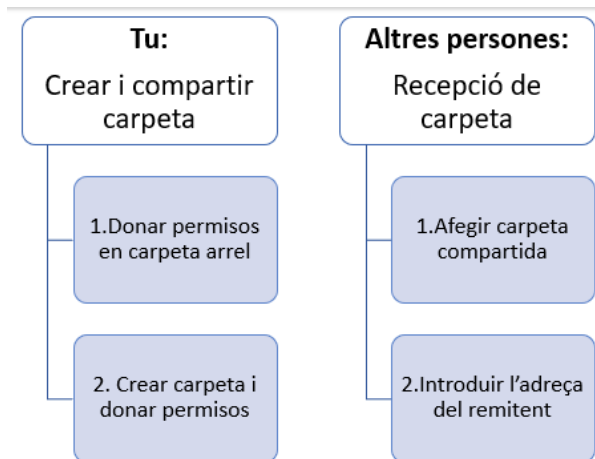 Tu:
Crear i compartir
carpeta
1.Donar permisos
en carpeta arrel
2. Crear carpeta i
donar permisos
Altres persones:
Recepció de
carpeta
1.Afegir carpeta
compartida
2.Introduir l’adreça
del remitent